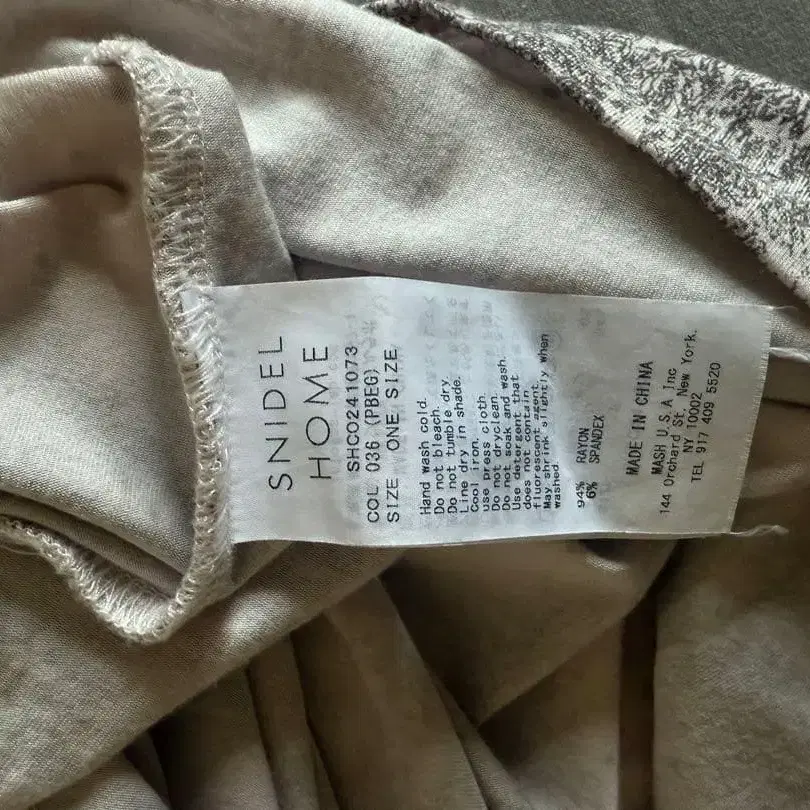 SNIDEL
HOME
SHCO241073
COL 036 (PBEG)
SIZE ONE SIZE
Hand wash cold.
Do not bleach.
Do not tumble dry.
Line dry in shade.
Cool iron.
use press cloth.
Do not dryclean.
Do not soak and wash.
Use detergent that
does not contain
fluorescent agent.
May shrink slightly when
washed.
94% RAYON
6% SPANDEX
MADE IN CHINA
MASH U.S.A Inc
144 Orchard St, New York.
NY 10002
TEL 917 409 5520